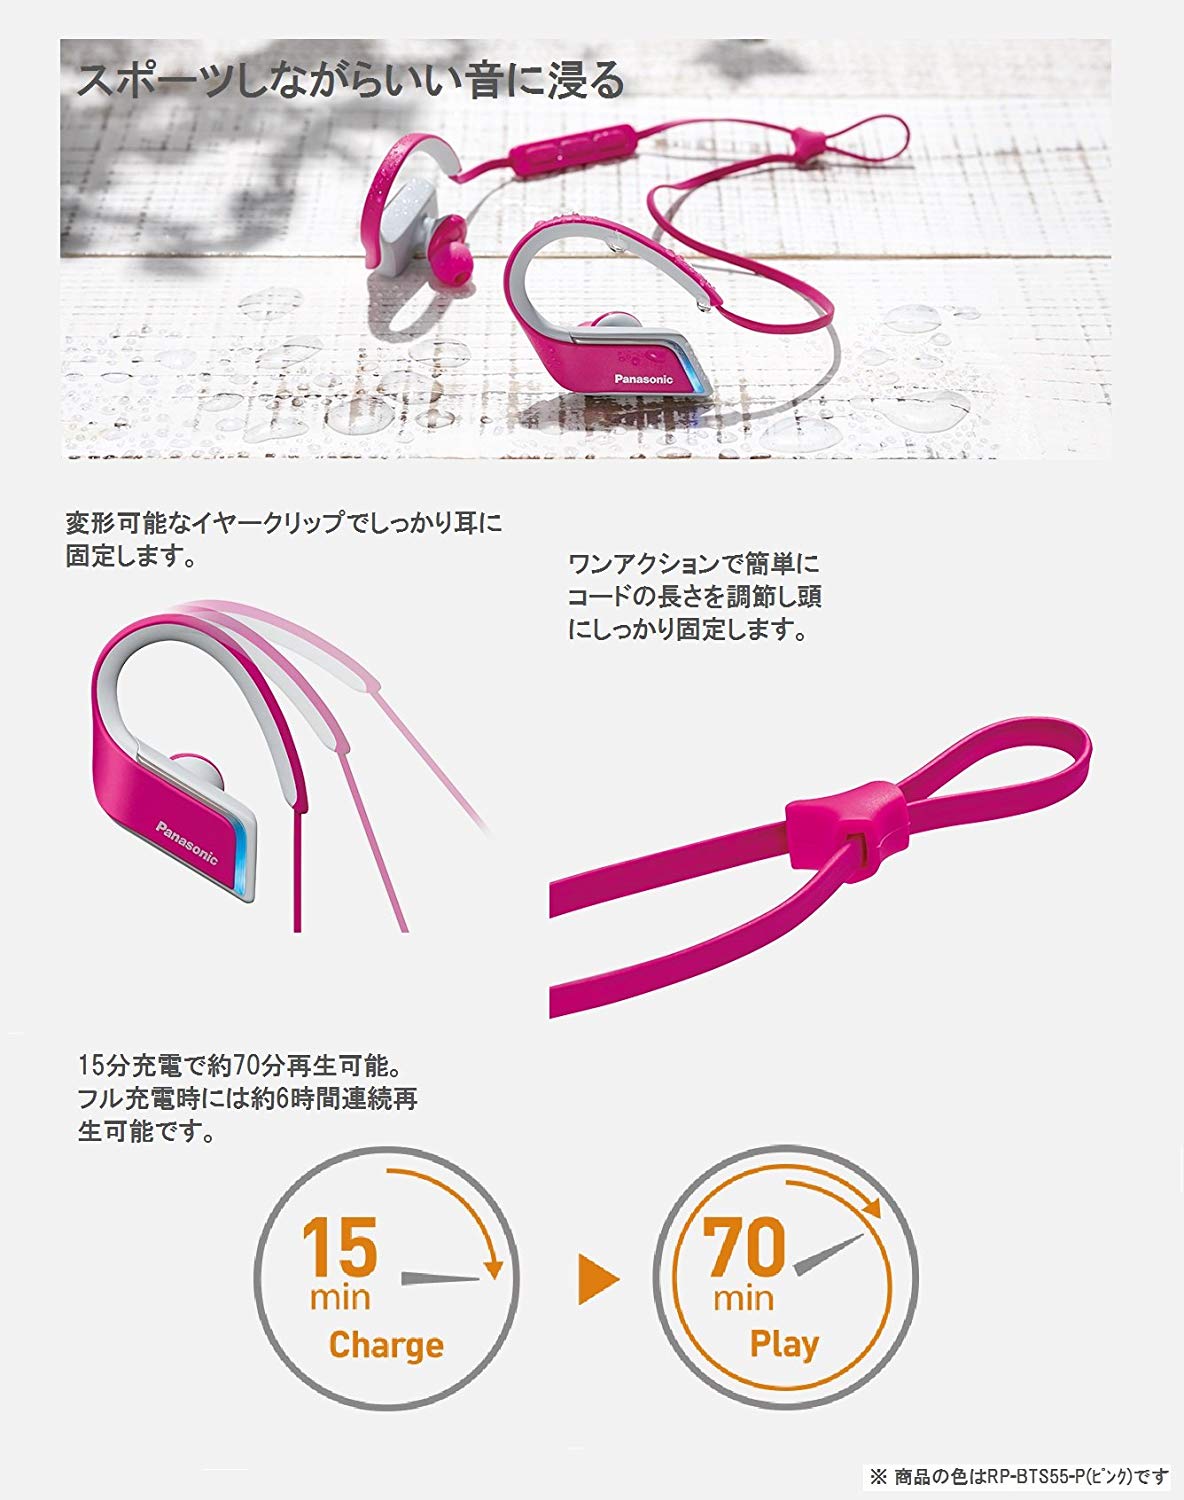 スポーツしながらいい音に浸る
Panasonic
変形可能なイヤークリップでしっかり耳に
固定します。
ワンアクションで簡単に
コードの長さを調節し頭
にしっかり固定します。
Panasonic
15分充電で約70分再生可能。
フル充電時には約6時間連続再
生可能です。
15
min
Charge
70
min
Play
※ 商品の色はRP-BTS55-P(ﾋﾟﾝｸ)です